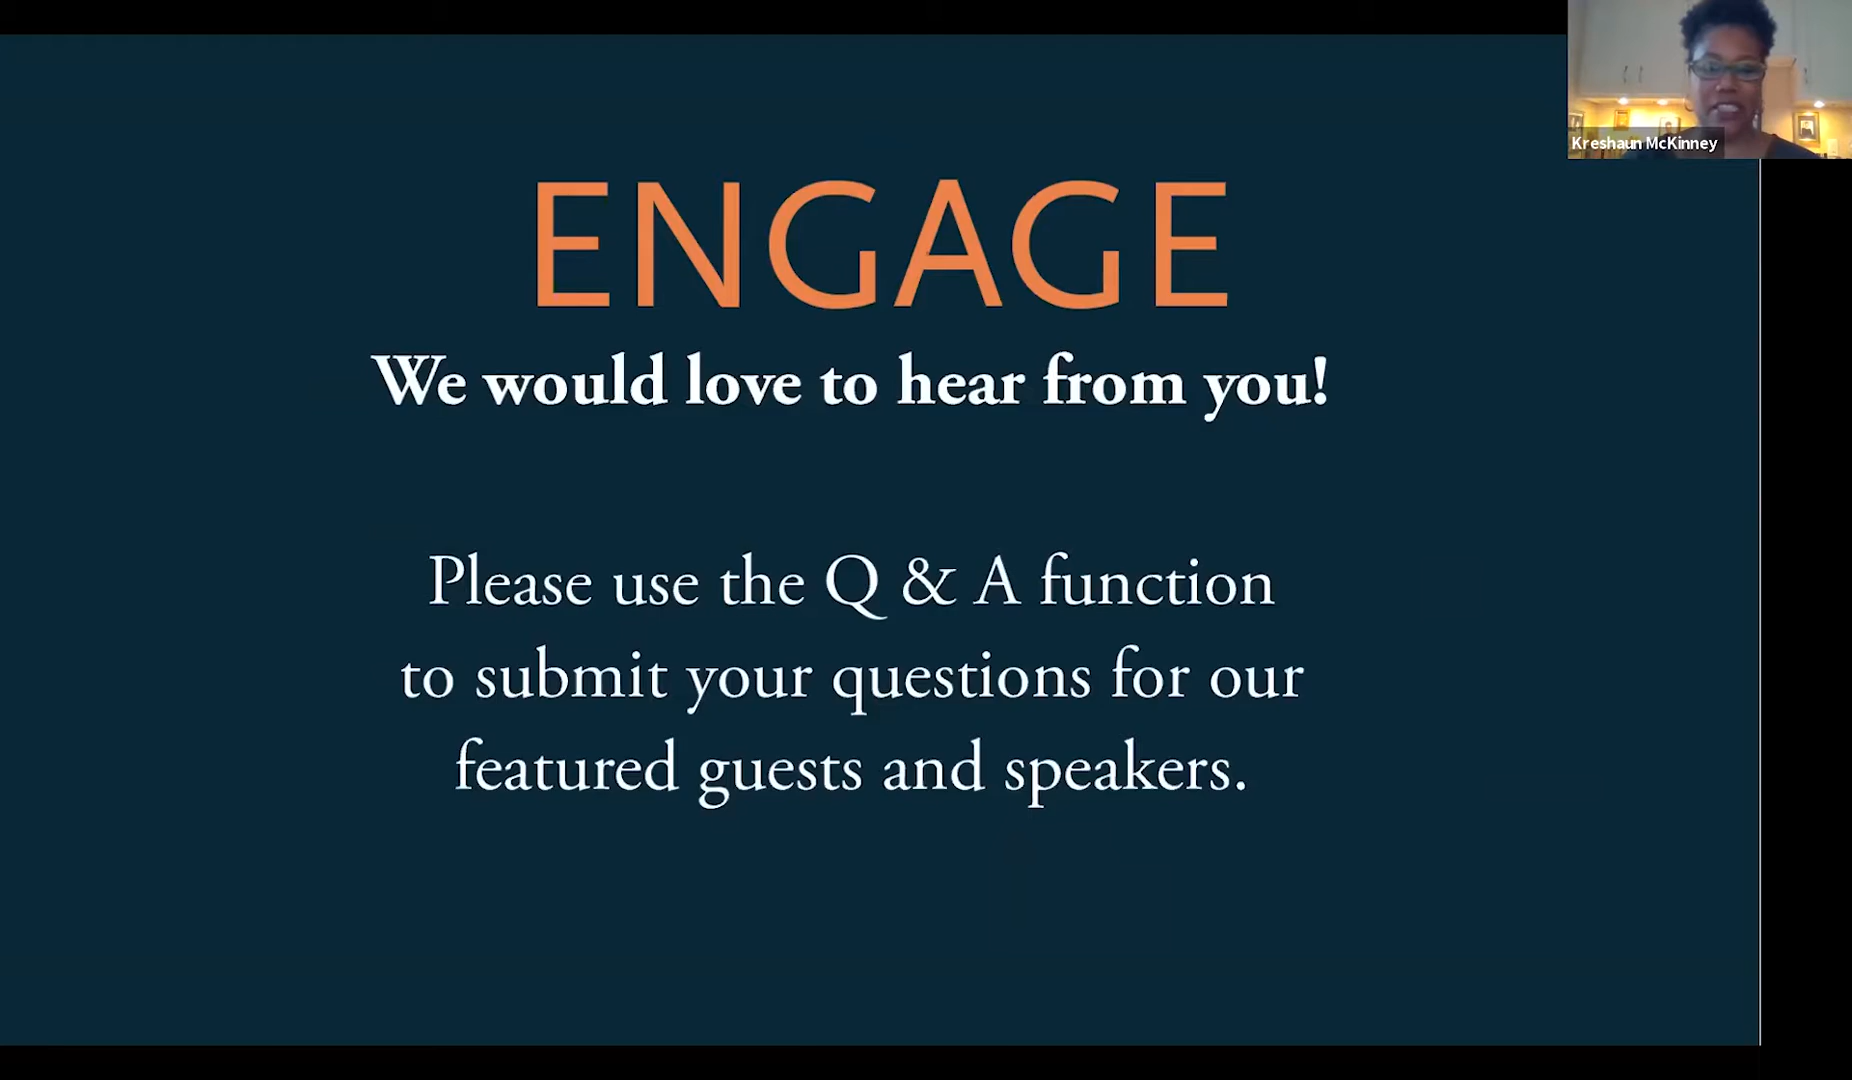 Kreshaun McKinney
ENGAGE
We would love to hear from you!
Please use the Q & A function
to submit your questions for our
featured guests and speakers.